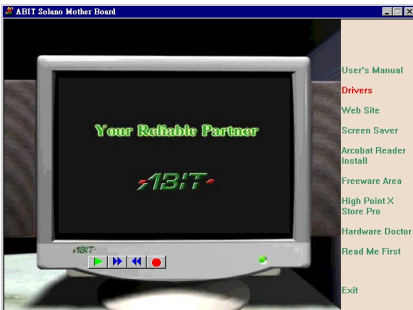 ABIT Solano Mother Board
User's Manual
Drivers
Your Reliable Partner
Web Site
Screen Saver
Arcobat Reader
Install
ABIT
Freeware Area
High Point X
Store Pro
Hardware Doctor
ABIT
Read Me First
Exit